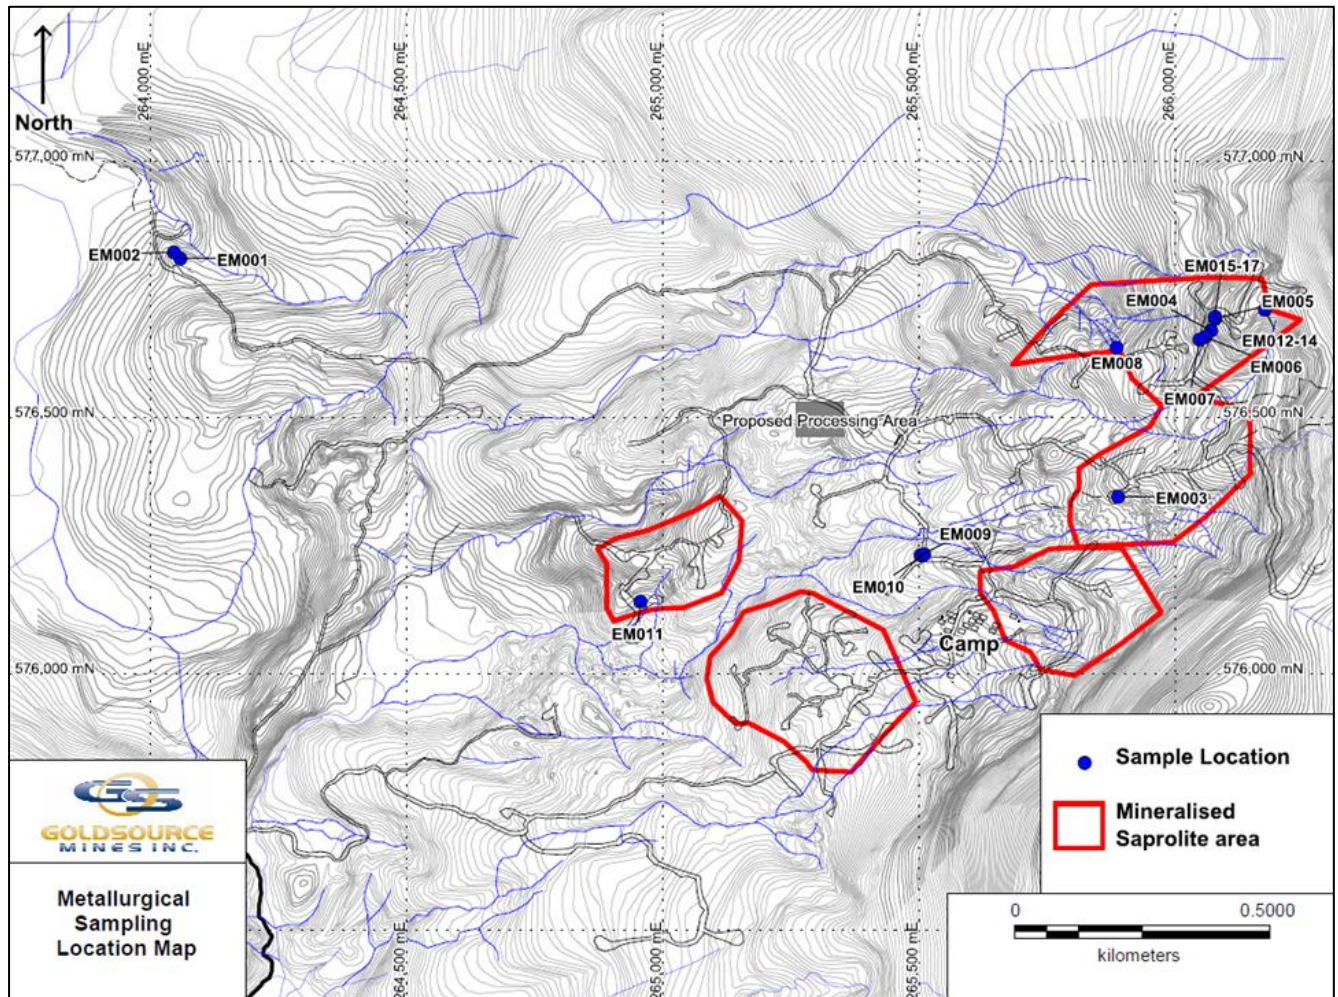 264,000 mE
264,500 mE
265,000 mE
265,500 mE
266,000 mE
North
577,000 mN
577,000 mN
EM002
EM001
EM015-17
EM004
EM005
EM012-14
EM008
EM006
EM007
576,500 mN
Proposed Processing Area
576,500 mN
EM003
EM009
EM010
EM011
Camp
576,000 mN
576,000 mN
Sample Location
Mineralised
Saprolite area
GS
GOLDSOURCE
MINES INC.
Metallurgical
Sampling
Location Map
264,500 mE
265,000 mE
265,500 mE
0 0.5000
kilometers